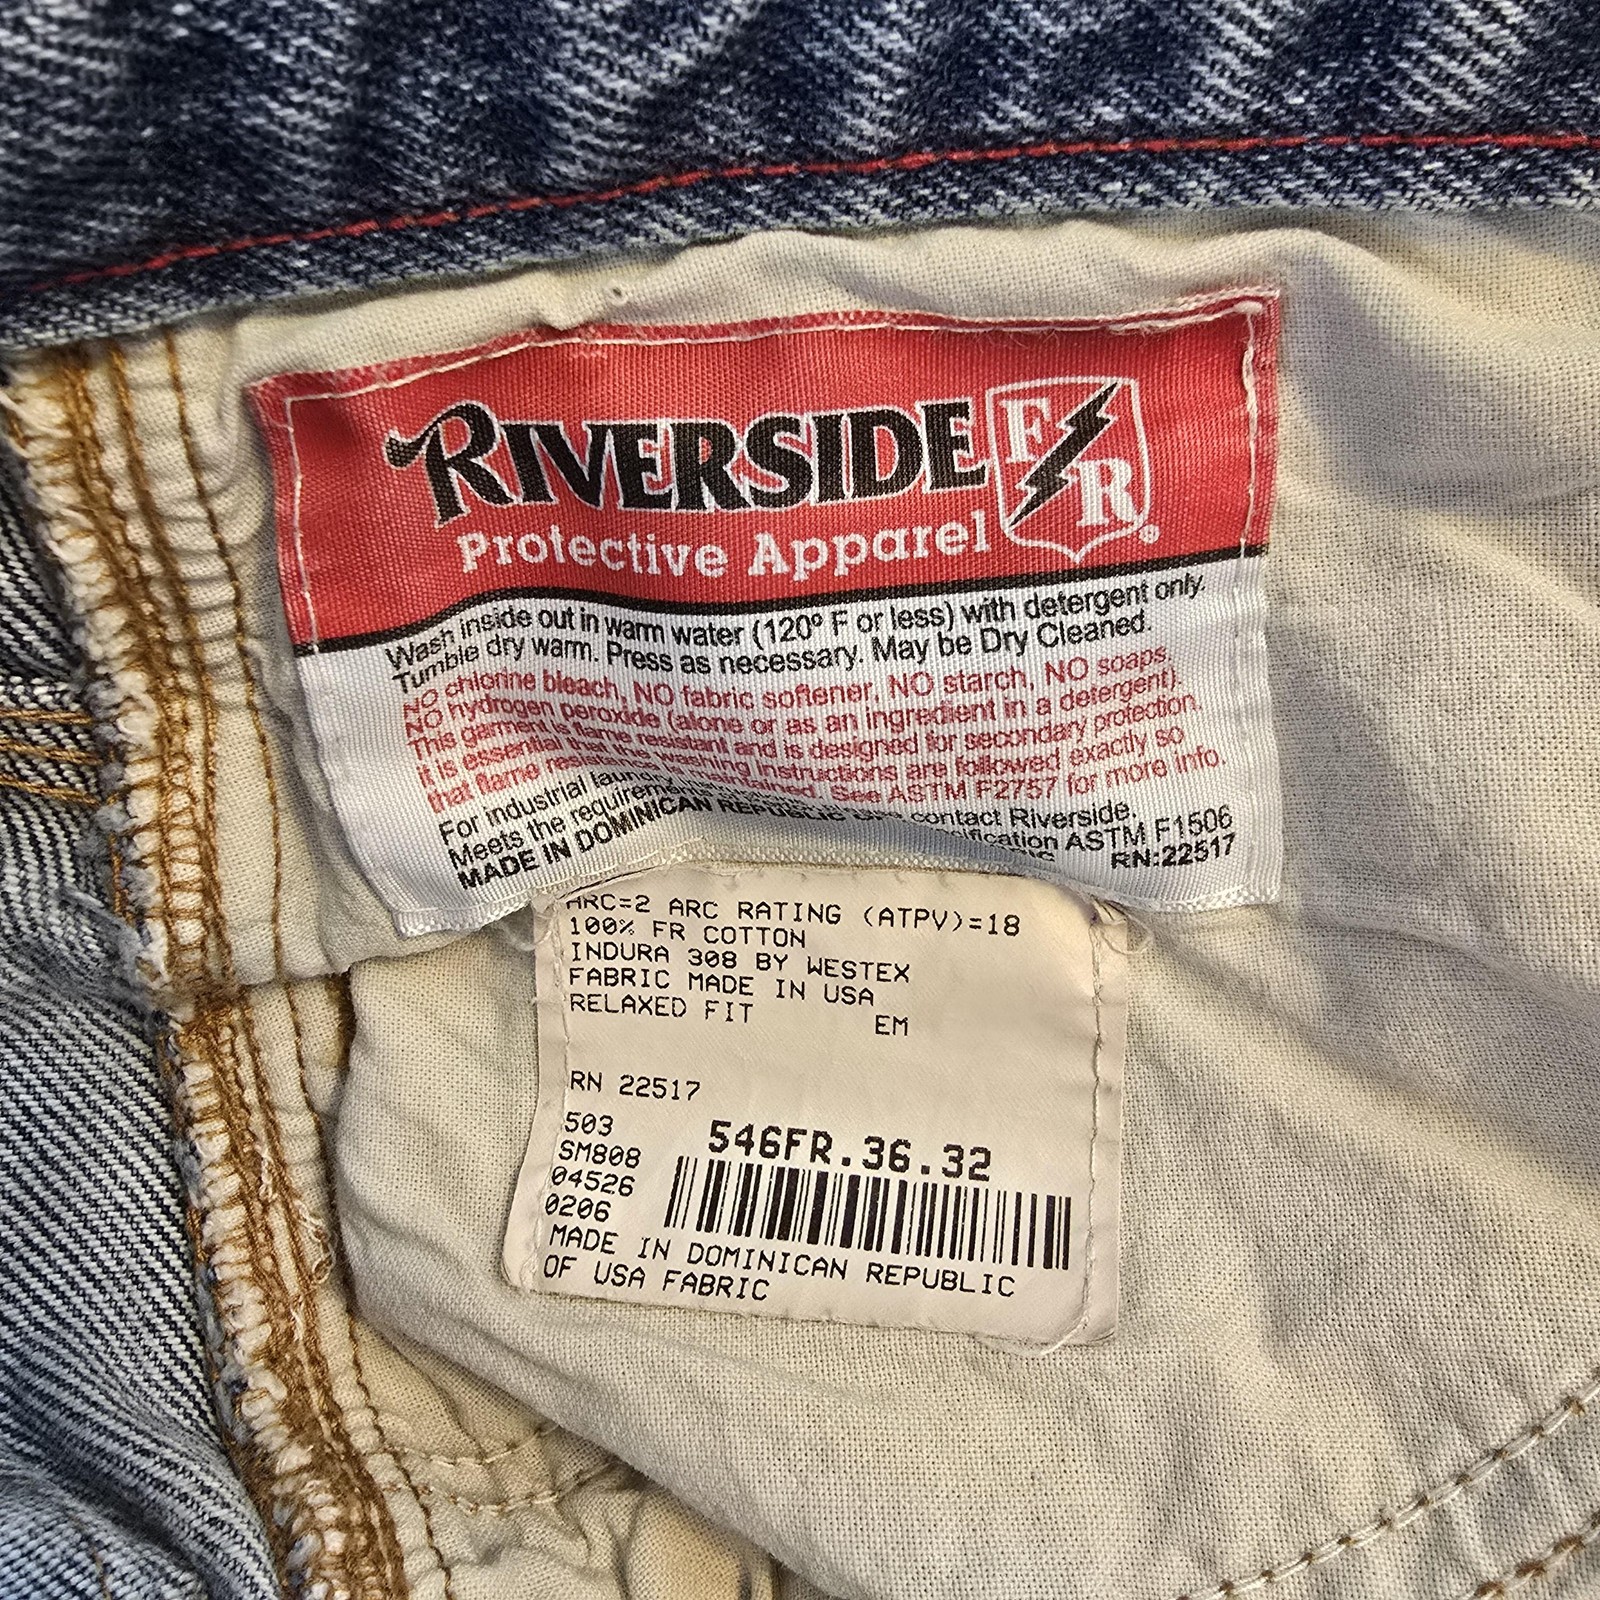 RIVERSIDE FR
Protective Apparel ®
Wash inside out in warm water (120° F or less) with detergent only.
Tumble dry warm. Press as necessary. May be Dry Cleaned.
NO chlorine bleach, NO fabric softener, NO starch, NO soaps,
NO hydrogen peroxide (alone or as an ingredient in a detergent).
This garment is flame resistant and is designed for secondary protection.
It is essential that the washing instructions are followed exactly so
that flame resistance is maintained. See ASTM F2757 for more info.
For industrial laundry contact Riverside.
Meets the requirements ASTM F1506
MADE IN DOMINICAN REPUBLIC RN:22517
ARC=2 ARC RATING (ATPV)=18
100% FR COTTON
INDURA 308 BY WESTEX
FABRIC MADE IN USA
RELAXED FIT EM
RN 22517
503
546FR.36.32
SM808
04526
0206
MADE IN DOMINICAN REPUBLIC
OF USA FABRIC